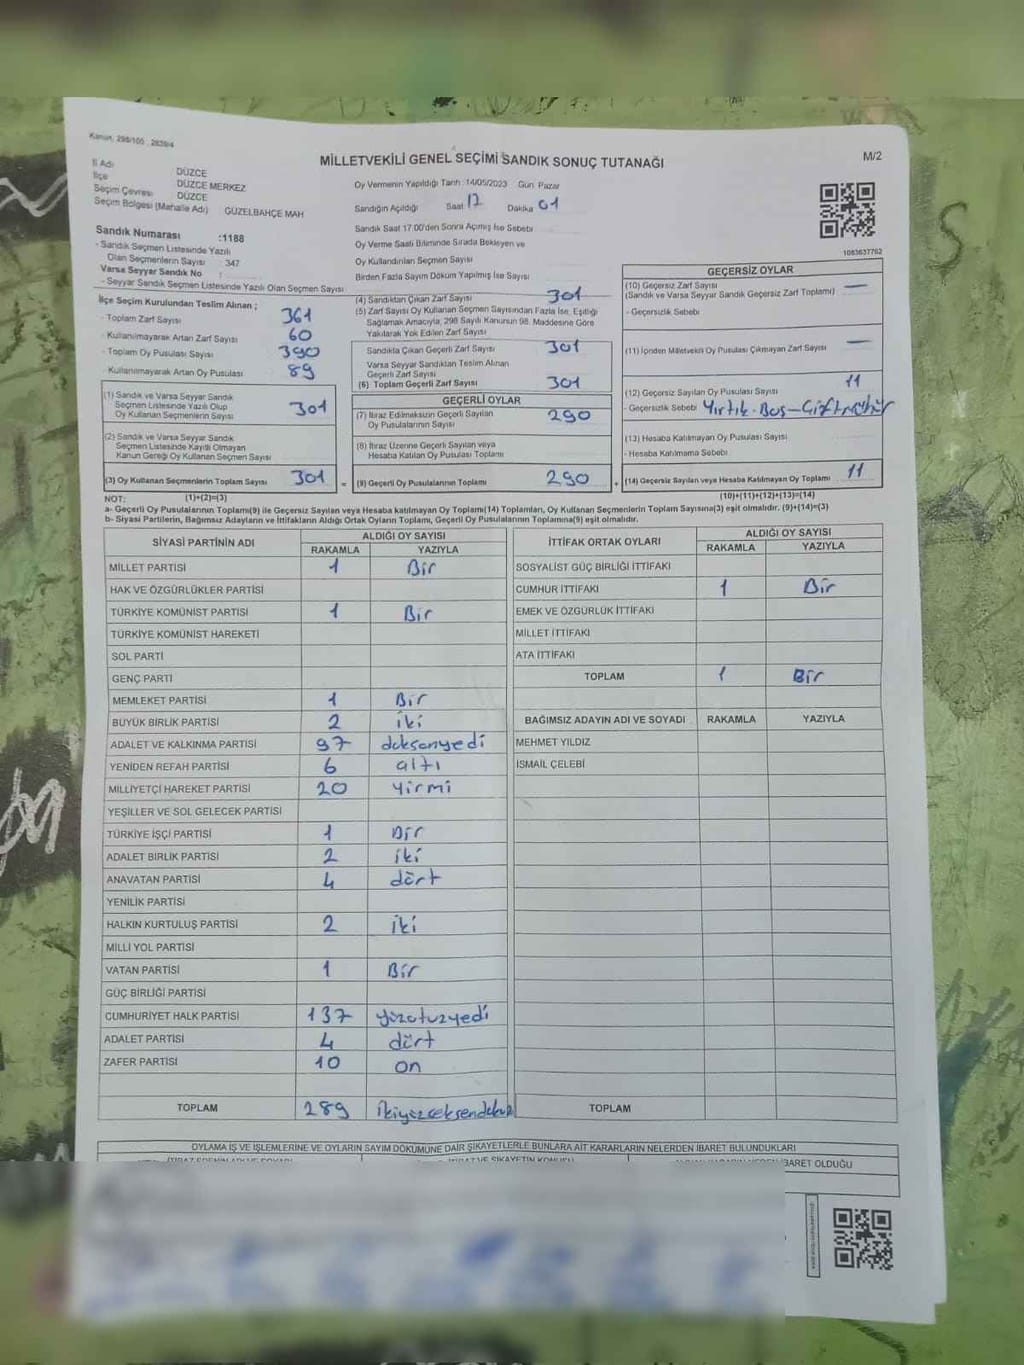 Kanun: 298/105 , 2839/4
MİLLETVEKİLİ GENEL SEÇİMİ SANDIK SONUÇ TUTANAĞI
M/2
İl Adı DÜZCE
İlçe DÜZCE MERKEZ
Seçim Çevresi DÜZCE
Seçim Bölgesi (Mahalle Adı) GÜZELBAHÇE MAH
Oy Vermenin Yapıldığı Tarih :14/05/2023 Gün Pazar
Sandığın Açıldığı Saat 17 Dakika 01
Sandık Saat 17.00'den Sonra Açılmış İse Sebebi
Oy Verme Saati Bitiminde Sırada Bekleyen ve
Oy Kullandırılan Seçmen Sayısı
Birden Fazla Sayım Döküm Yapılmış İse Sayısı
1083637762
Sandık Numarası :1188
- Sandık Seçmen Listesinde Yazılı
Olan Seçmenlerin Sayısı : 347
Varsa Seyyar Sandık No :
- Seyyar Sandık Seçmen Listesinde Yazılı Olan Seçmen Sayısı
İlçe Seçim Kurulundan Teslim Alınan ;
- Toplam Zarf Sayısı 361
- Kullanılmayarak Artan Zarf Sayısı 60
- Toplam Oy Pusulası Sayısı 390
- Kullanılmayarak Artan Oy Pusulası 89
(1) Sandık ve Varsa Seyyar Sandık
Seçmen Listesinde Yazılı Olup
Oy Kullanan Seçmenlerin Sayısı 301
(2) Sandık ve Varsa Seyyar Sandık
Seçmen Listesinde Kayıtlı Olmayan
Kanun Gereği Oy Kullanan Seçmen Sayısı
(3) Oy Kullanan Seçmenlerin Toplam Sayısı 301 =
(4) Sandıktan Çıkan Zarf Sayısı 301
(5) Zarf Sayısı Oy Kullanan Seçmen Sayısından Fazla İse, Eşitliği
Sağlamak Amacıyla, 298 Sayılı Kanunun 98. Maddesine Göre
Yakılarak Yok Edilen Zarf Sayısı
Sandıkta Çıkan Geçerli Zarf Sayısı 301
Varsa Seyyar Sandıktan Teslim Alınan
Geçerli Zarf Sayısı
(6) Toplam Geçerli Zarf Sayısı 301
GEÇERLİ OYLAR
(7) İtiraz Edilmeksizin Geçerli Sayılan
Oy Pusulalarının Sayısı 290
(8) İtiraz Üzerine Geçerli Sayılan veya
Hesaba Katılan Oy Pusulası Toplamı
(9) Geçerli Oy Pusulalarının Toplamı 290 +
GEÇERSİZ OYLAR
(10) Geçersiz Zarf Sayısı —
(Sandık ve Varsa Seyyar Sandık Geçersiz Zarf Toplamı)
- Geçersizlik Sebebi
(11) İçinden Milletvekili Oy Pusulası Çıkmayan Zarf Sayısı —
(12) Geçersiz Sayılan Oy Pusulası Sayısı 11
- Geçersizlik Sebebi Yırtık-Boş-
(13) Hesaba Katılmayan Oy Pusulası Sayısı
- Hesaba Katılmama Sebebi
(14) Geçersiz Sayılan veya Hesaba Katılmayan Oy Toplamı 11
NOT: (1)+(2)=(3)
(10)+(11)+(12)+(13)=(14)
a- Geçerli Oy Pusulalarının Toplamı(9) ile Geçersiz Sayılan veya Hesaba katılmayan Oy Toplamı(14) Toplamları, Oy Kullanan Seçmenlerin Toplam Sayısına(3) eşit olmalıdır. (9)+(14)=(3)
b- Siyasi Partilerin, Bağımsız Adayların ve İttifakların Aldığı Ortak Oyların Toplamı, Geçerli Oy Pusulalarının Toplamına(9) eşit olmalıdır.
SİYASİ PARTİNİN ADI ALDIĞI OY SAYISI
RAKAMLA YAZIYLA
MİLLET PARTİSİ 1 Bir
HAK VE ÖZGÜRLÜKLER PARTİSİ
TÜRKİYE KOMÜNİST PARTİSİ 1 Bir
TÜRKİYE KOMÜNİST HAREKETİ
SOL PARTİ
GENÇ PARTİ
MEMLEKET PARTİSİ 1 Bir
BÜYÜK BİRLİK PARTİSİ 2 iki
ADALET VE KALKINMA PARTİSİ 97 doksanyedi
YENİDEN REFAH PARTİSİ 6 altı
MİLLİYETÇİ HAREKET PARTİSİ 20 yirmi
YEŞİLLER VE SOL GELECEK PARTİSİ
TÜRKİYE İŞÇİ PARTİSİ 1 Bir
ADALET BİRLİK PARTİSİ 2 iki
ANAVATAN PARTİSİ 4 dört
YENİLİK PARTİSİ
HALKIN KURTULUŞ PARTİSİ 2 iki
MİLLİ YOL PARTİSİ
VATAN PARTİSİ 1 Bir
GÜÇ BİRLİĞİ PARTİSİ
CUMHURİYET HALK PARTİSİ 137 yüzotuzyedi
ADALET PARTİSİ 4 dört
ZAFER PARTİSİ 10 on
TOPLAM 289 ikiyüzseksendokuz
İTTİFAK ORTAK OYLARI ALDIĞI OY SAYISI
RAKAMLA YAZIYLA
SOSYALİST GÜÇ BİRLİĞİ İTTİFAKI
CUMHUR İTTİFAKI 1 Bir
EMEK VE ÖZGÜRLÜK İTTİFAKI
MİLLET İTTİFAKI
ATA İTTİFAKI
TOPLAM 1 Bir
BAĞIMSIZ ADAYIN ADI VE SOYADI RAKAMLA YAZIYLA
MEHMET YILDIZ
İSMAİL ÇELEBİ
TOPLAM
OYLAMA İŞ VE İŞLEMLERİNE VE OYLARIN SAYIM DÖKÜMÜNE DAİR ŞİKAYETLERLE BUNLARA AİT KARARLARIN NELERDEN İBARET BULUNDUKLARI
İTİRAZ VE ŞİKAYETİN KONUSU
İBARET OLDUĞU